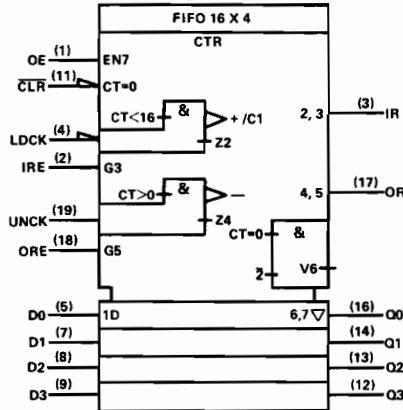 FIFO 16 X 4
CTR
OE (1) EN7
CLR (11) CT=0
CT<16 & + /C1
(3) IR
2, 3
LDCK (4) Z2
IRE (2) G3
CT>0 & −
4, 5 (17) OR
UNCK (19) Z4
CT=0 &
ORE (18) G5
2 V6
D0 (5) 1D 6,7 ▽ (16) Q0
D1 (7) (14) Q1
D2 (8) (13) Q2
D3 (9) (12) Q3